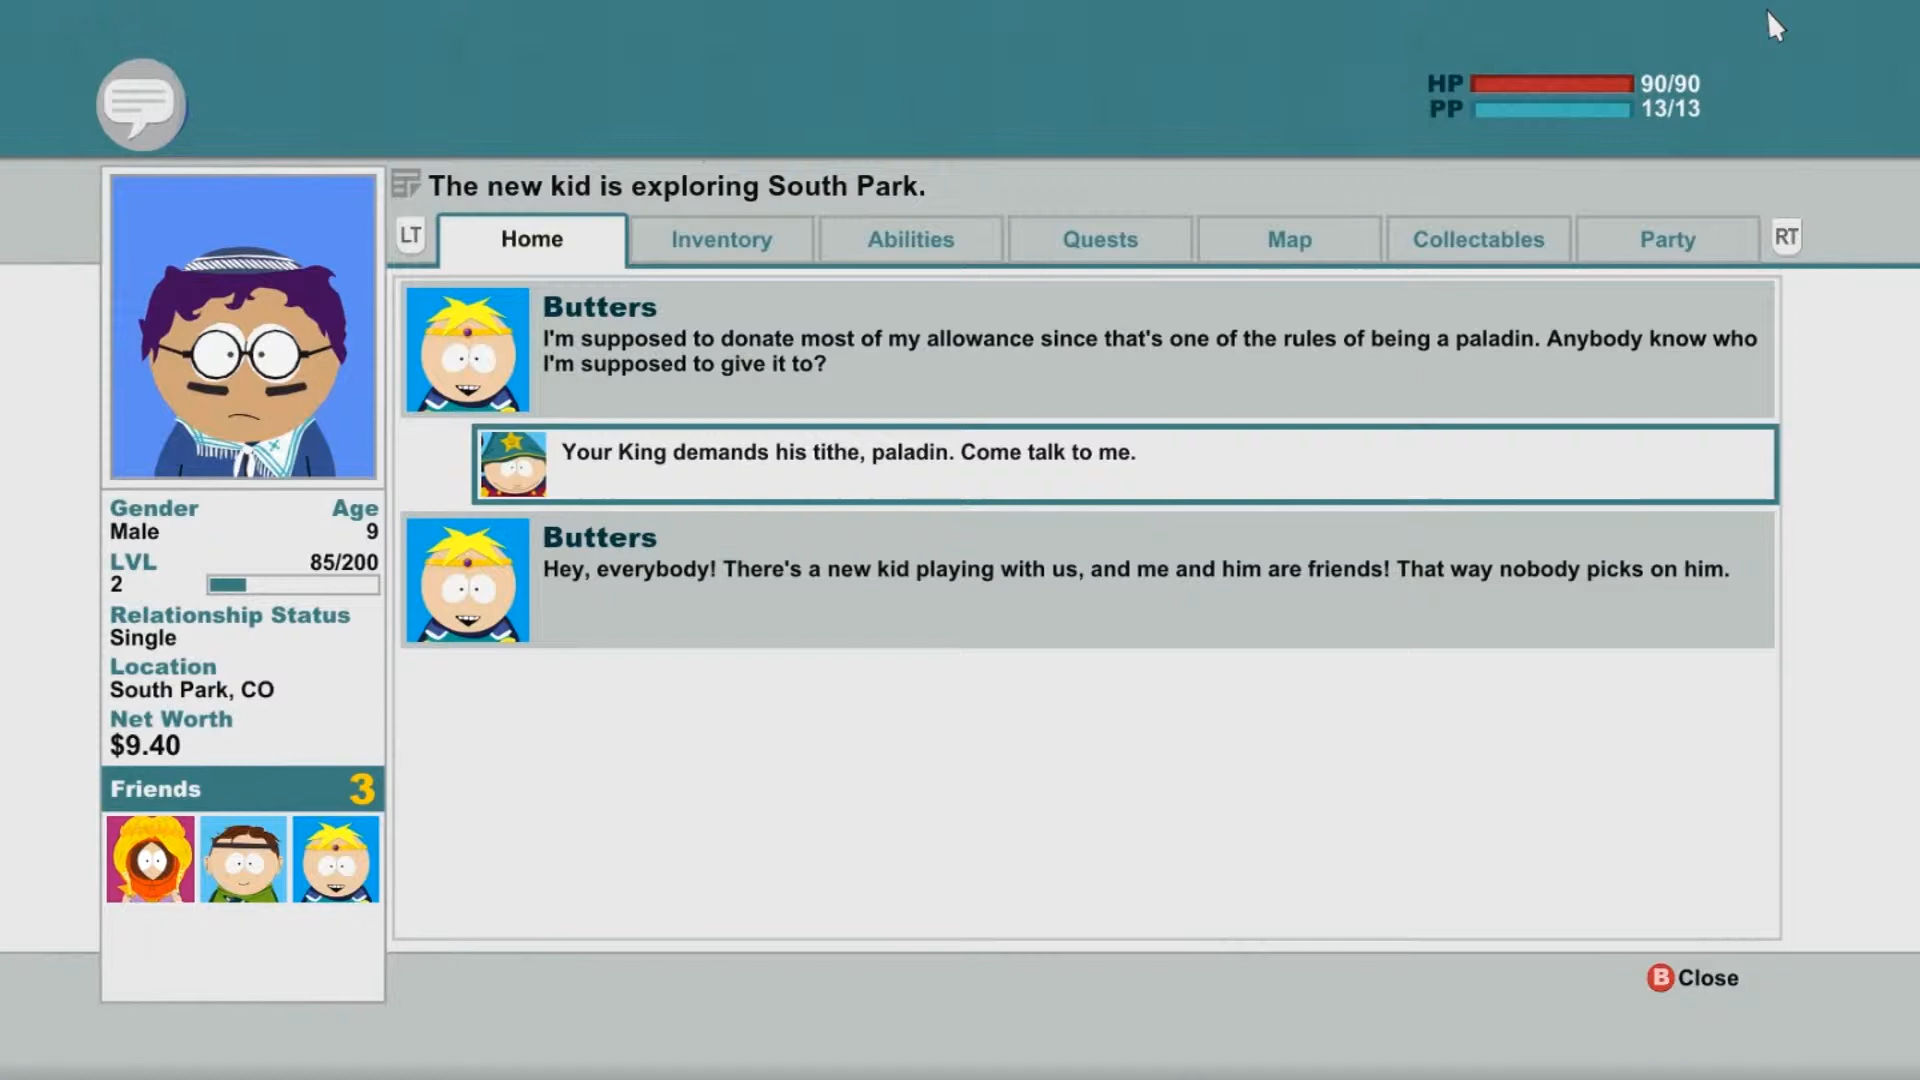 HP 90/90
PP 13/13
The new kid is exploring South Park.
LT Home Inventory Abilities Quests Map Collectables Party RT
Butters
I'm supposed to donate most of my allowance since that's one of the rules of being a paladin. Anybody know who
I'm supposed to give it to?
Your King demands his tithe, paladin. Come talk to me.
Butters
Hey, everybody! There's a new kid playing with us, and me and him are friends! That way nobody picks on him.
Gender Age
Male 9
LVL 85/200
2
Relationship Status
Single
Location
South Park, CO
Net Worth
$9.40
Friends 3
B Close